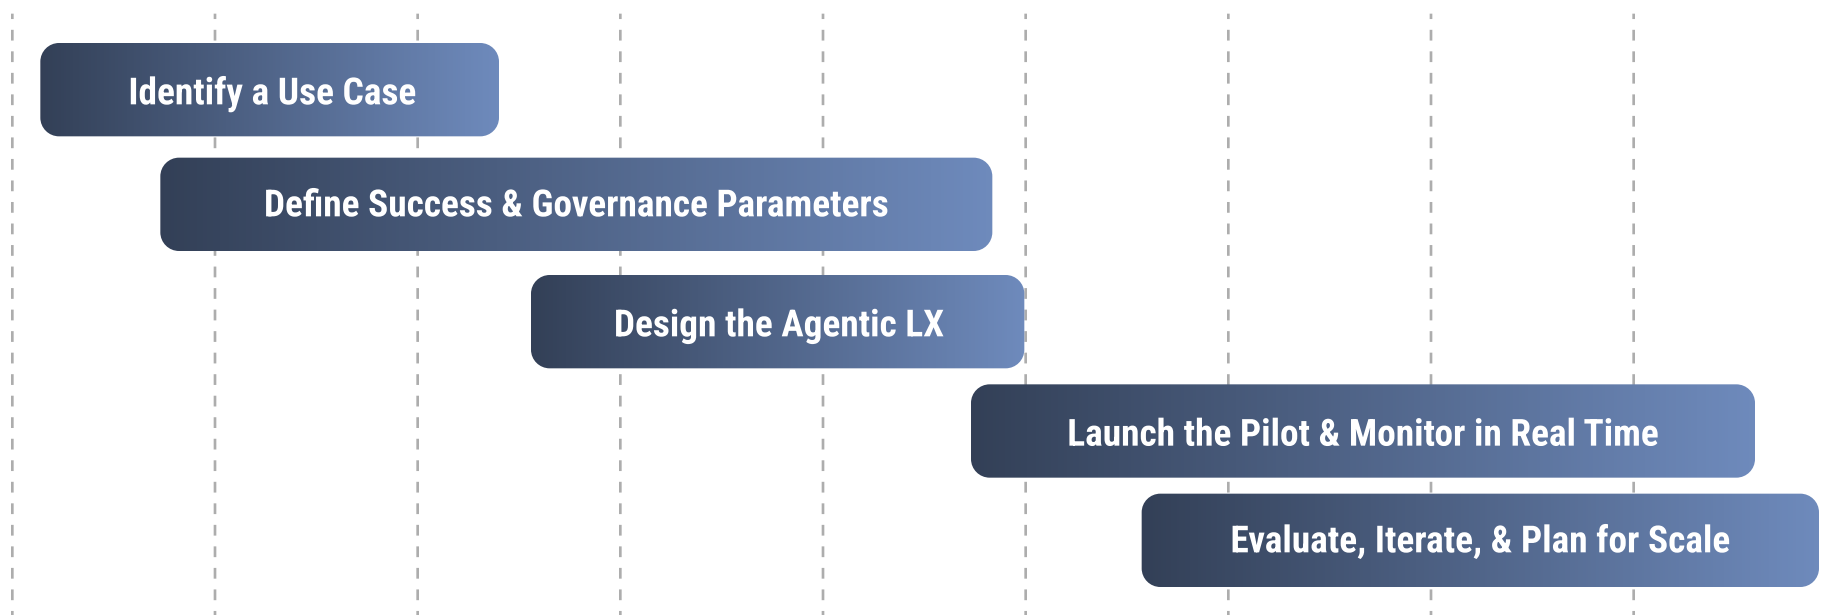 Identify a Use Case
Define Success & Governance Parameters
Design the Agentic LX
Launch the Pilot & Monitor in Real Time
Evaluate, Iterate, & Plan for Scale